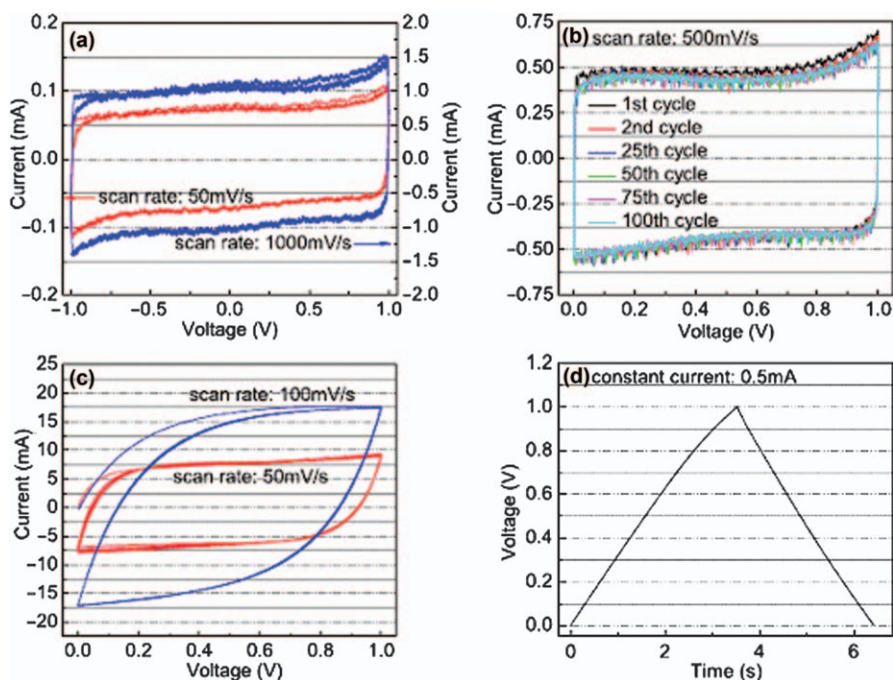 (a)
2.0
0.2
1.5
0.1
1.0
0.5
0.0
0.0
scan rate: 50mV/s
-0.5
-0.1
scan rate: 1000mV/s
-1.0
-1.5
-0.2
-2.0
-1.0 -0.5 0.0 0.5 1.0
Voltage (V)
Current (mA)
Current (mA)
(b)
scan rate: 500mV/s
0.75
0.50
0.25
0.00
-0.25
-0.50
-0.75
1st cycle
2nd cycle
25th cycle
50th cycle
75th cycle
100th cycle
0.0 0.2 0.4 0.6 0.8 1.0
Voltage (V)
Current (mA)
(c)
25
20
15
10
5
0
-5
-10
-15
-20
scan rate: 100mV/s
scan rate: 50mV/s
0.0 0.2 0.4 0.6 0.8 1.0
Voltage (V)
Current (mA)
(d)
constant current: 0.5mA
1.2
1.0
0.8
0.6
0.4
0.2
0.0
0 2 4 6
Time (s)
Voltage (V)